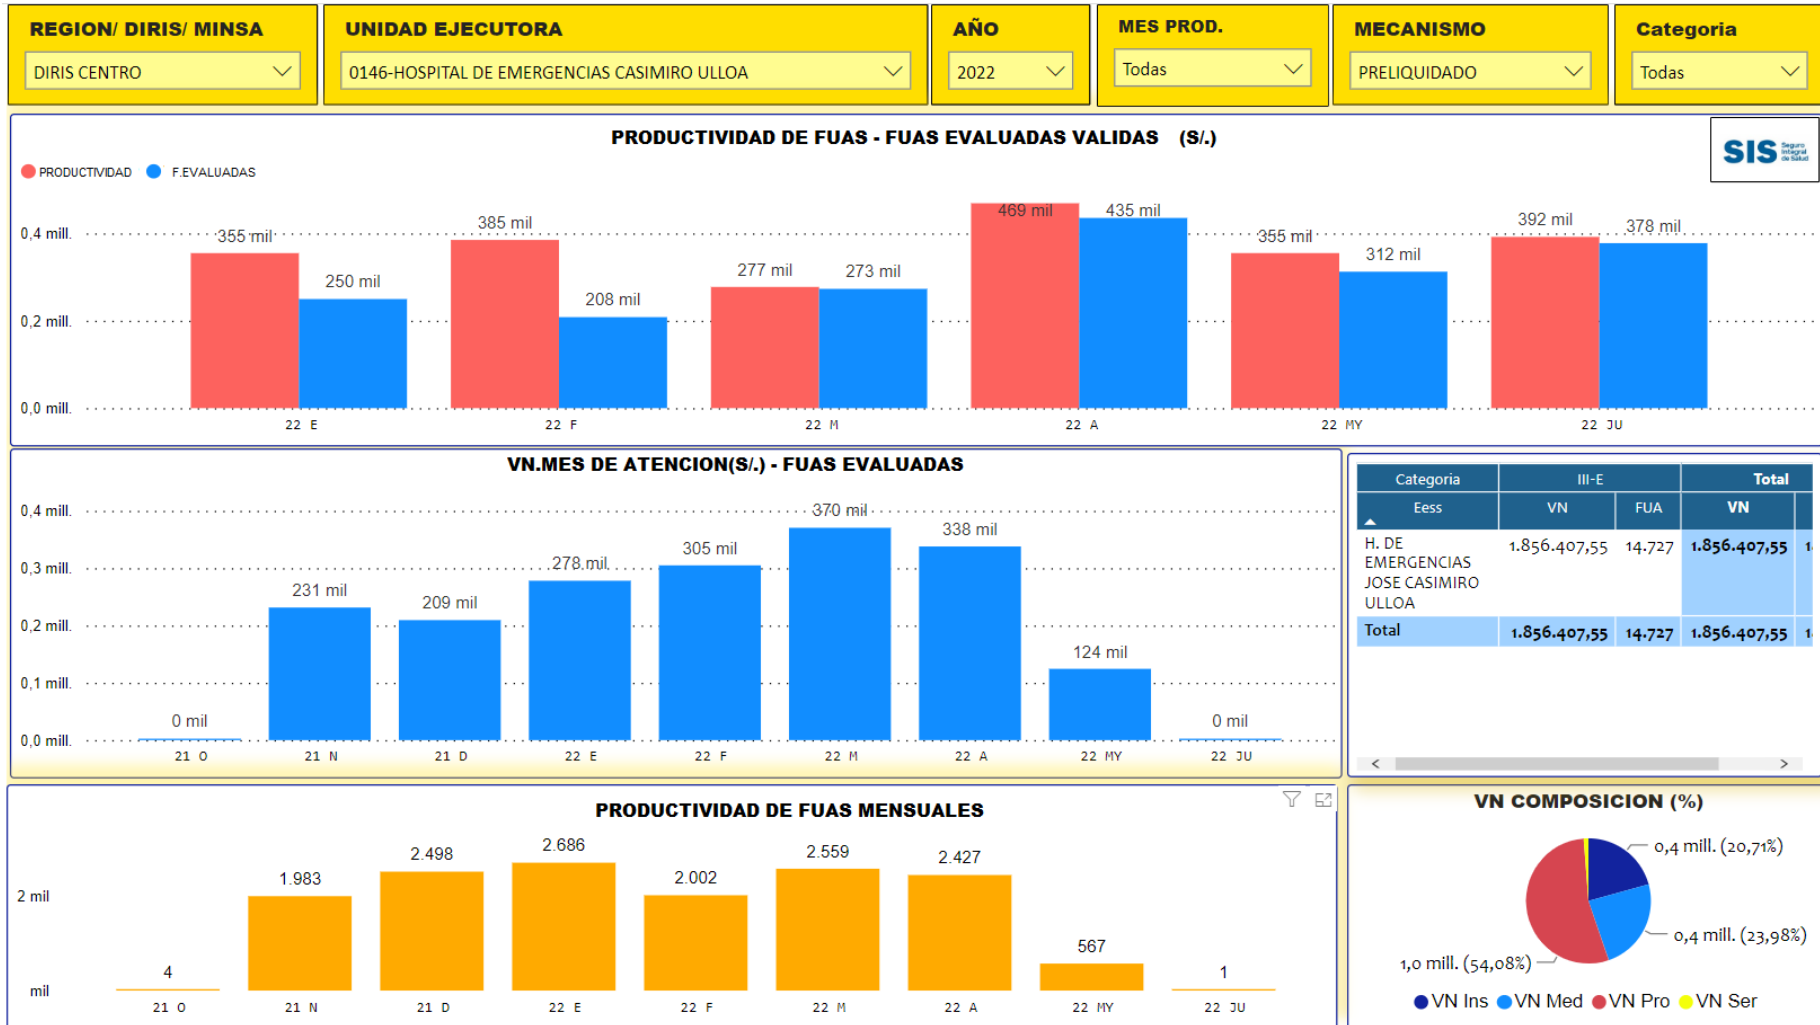 REGION/ DIRIS/ MINSA
DIRIS CENTRO
UNIDAD EJECUTORA
0146-HOSPITAL DE EMERGENCIAS CASIMIRO ULLOA
AÑO
2022
MES PROD.
Todas
MECANISMO
PRELIQUIDADO
Categoria
Todas
PRODUCTIVIDAD DE FUAS - FUAS EVALUADAS VALIDAS (S/.)
SIS Seguro Integral de Salud
PRODUCTIVIDAD F.EVALUADAS
0,4 mill.
0,2 mill.
0,0 mill.
355 mil 250 mil 385 mil 208 mil 277 mil 273 mil 469 mil 435 mil 355 mil 312 mil 392 mil 378 mil
22 E 22 F 22 M 22 A 22 MY 22 JU
VN.MES DE ATENCION(S/.) - FUAS EVALUADAS
0,4 mill.
0,3 mill.
0,2 mill.
0,1 mill.
0,0 mill.
0 mil 231 mil 209 mil 278 mil 305 mil 370 mil 338 mil 124 mil 0 mil
21 O 21 N 21 D 22 E 22 F 22 M 22 A 22 MY 22 JU
Categoria III-E Total
Eess VN FUA VN
H. DE EMERGENCIAS JOSE CASIMIRO ULLOA 1.856.407,55 14.727 1.856.407,55 1.
Total 1.856.407,55 14.727 1.856.407,55 1.
PRODUCTIVIDAD DE FUAS MENSUALES
2 mil
mil
4 1.983 2.498 2.686 2.002 2.559 2.427 567 1
21 O 21 N 21 D 22 E 22 F 22 M 22 A 22 MY 22 JU
VN COMPOSICION (%)
0,4 mill. (20,71%)
0,4 mill. (23,98%)
1,0 mill. (54,08%)
VN Ins VN Med VN Pro VN Ser